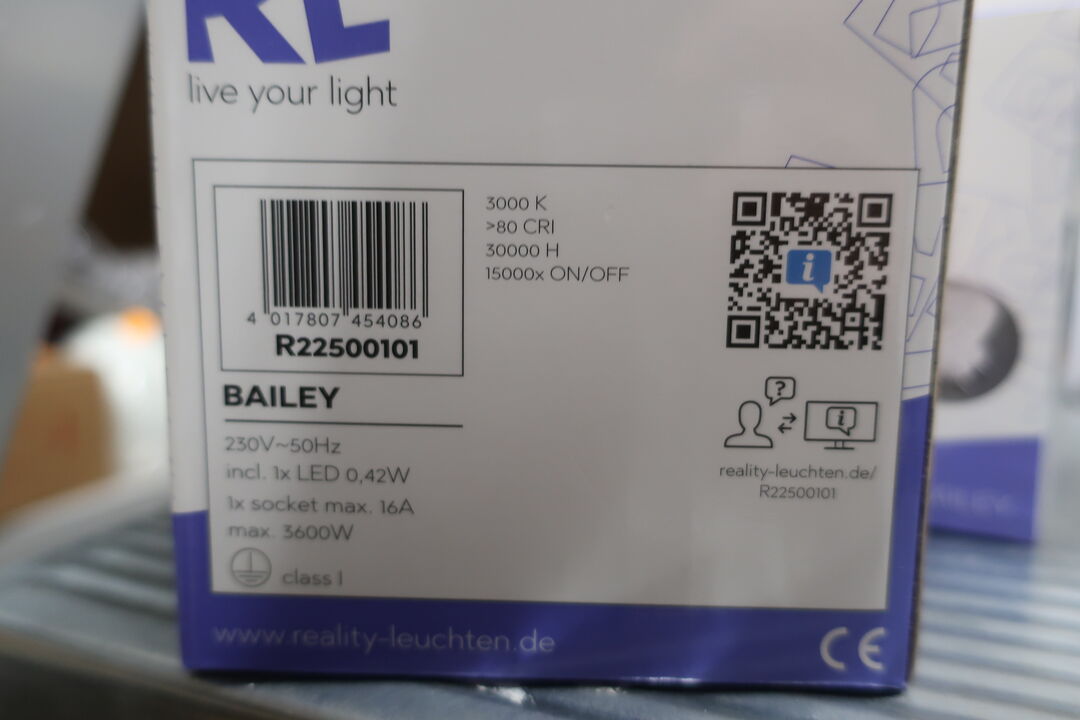 RL
live your light
4 017807 454086
R22500101
BAILEY
230V~50Hz
incl. 1x LED 0,42W
1x socket max. 16A
max. 3600W
class I
3000 K
>80 CRI
30000 H
15000x ON/OFF
i
?
i
reality-leuchten.de/
R22500101
www.reality-leuchten.de
CE
BAILEY